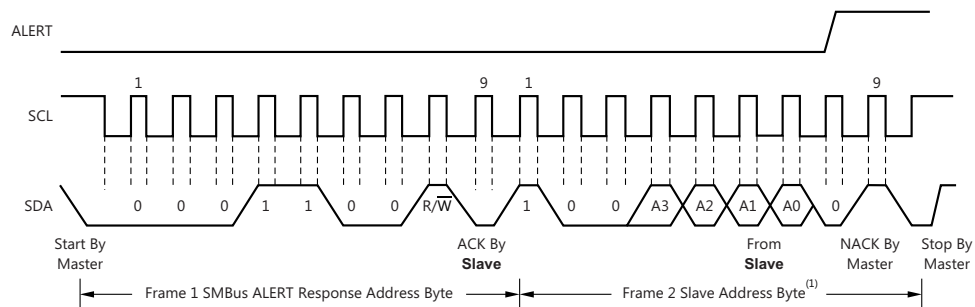 ALERT
1 9 1 9
SCL
SDA 0 0 0 1 1 0 0 R/W̅ 1 0 0 A3 A2 A1 A0 0
Start By
Master
ACK By
Slave
From
Slave
NACK By
Master
Stop By
Master
Frame 1 SMBus ALERT Response Address Byte
Frame 2 Slave Address Byte(1)